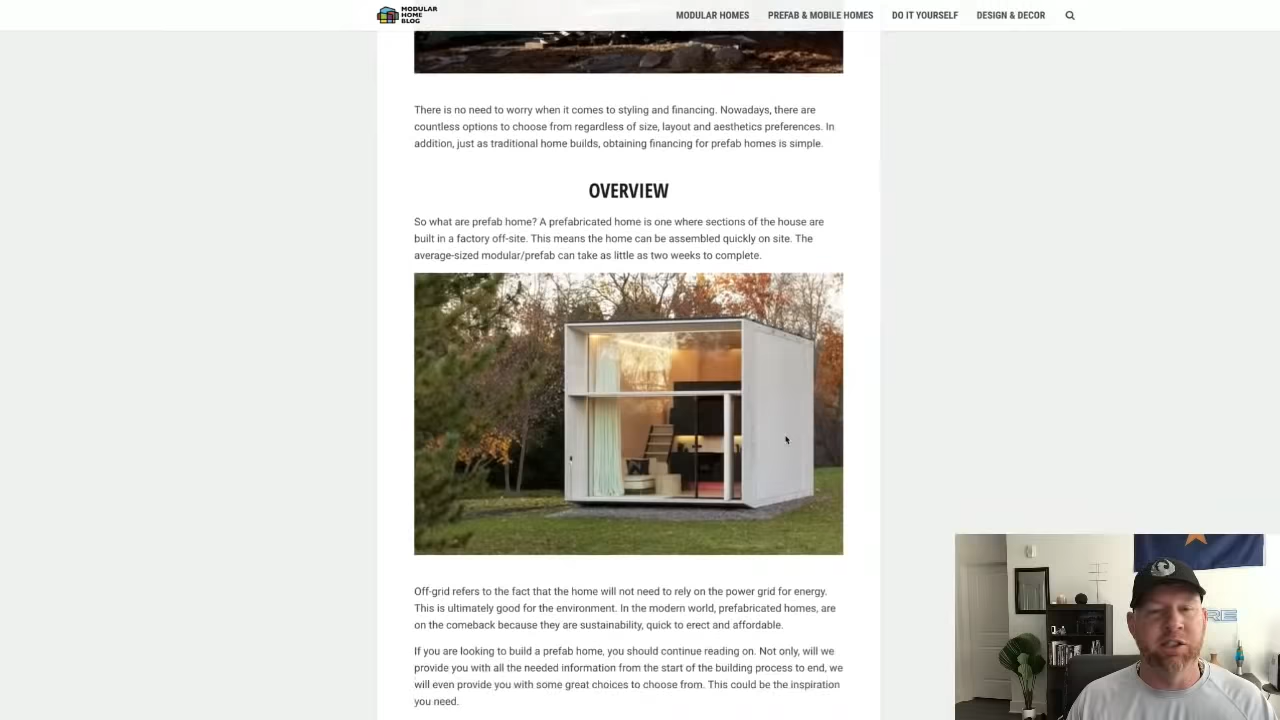 MODULAR
HOME
BLOG
MODULAR HOMES
PREFAB & MOBILE HOMES
DO IT YOURSELF
DESIGN & DECOR
There is no need to worry when it comes to styling and financing. Nowadays, there are
countless options to choose from regardless of size, layout and aesthetics preferences. In
addition, just as traditional home builds, obtaining financing for prefab homes is simple.
OVERVIEW
So what are prefab home? A prefabricated home is one where sections of the house are
built in a factory off-site. This means the home can be assembled quickly on site. The
average-sized modular/prefab can take as little as two weeks to complete.
Off-grid refers to the fact that the home will not need to rely on the power grid for energy.
This is ultimately good for the environment. In the modern world, prefabricated homes, are
on the comeback because they are sustainability, quick to erect and affordable.
If you are looking to build a prefab home, you should continue reading on. Not only, will we
provide you with all the needed information from the start of the building process to end, we
will even provide you with some great choices to choose from. This could be the inspiration
you need.